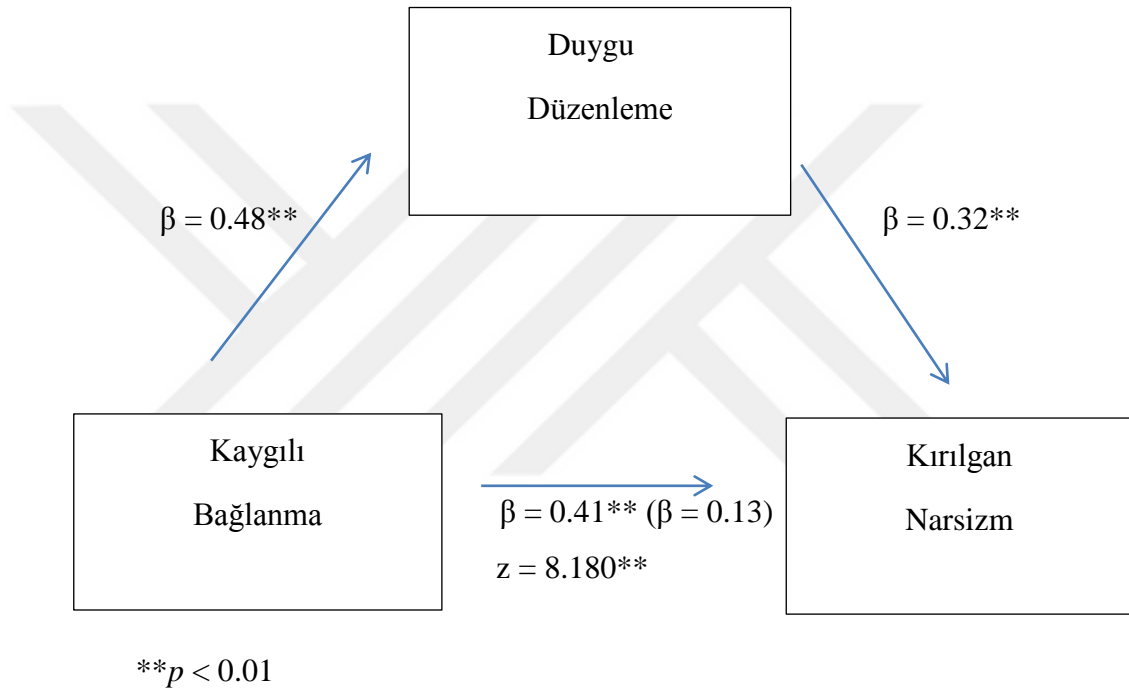 Duygu
Düzenleme
β = 0.48**
β = 0.32**
Kaygılı
Bağlanma
β = 0.41** (β = 0.13)
z = 8.180**
Kırılgan
Narsizm
**p < 0.01